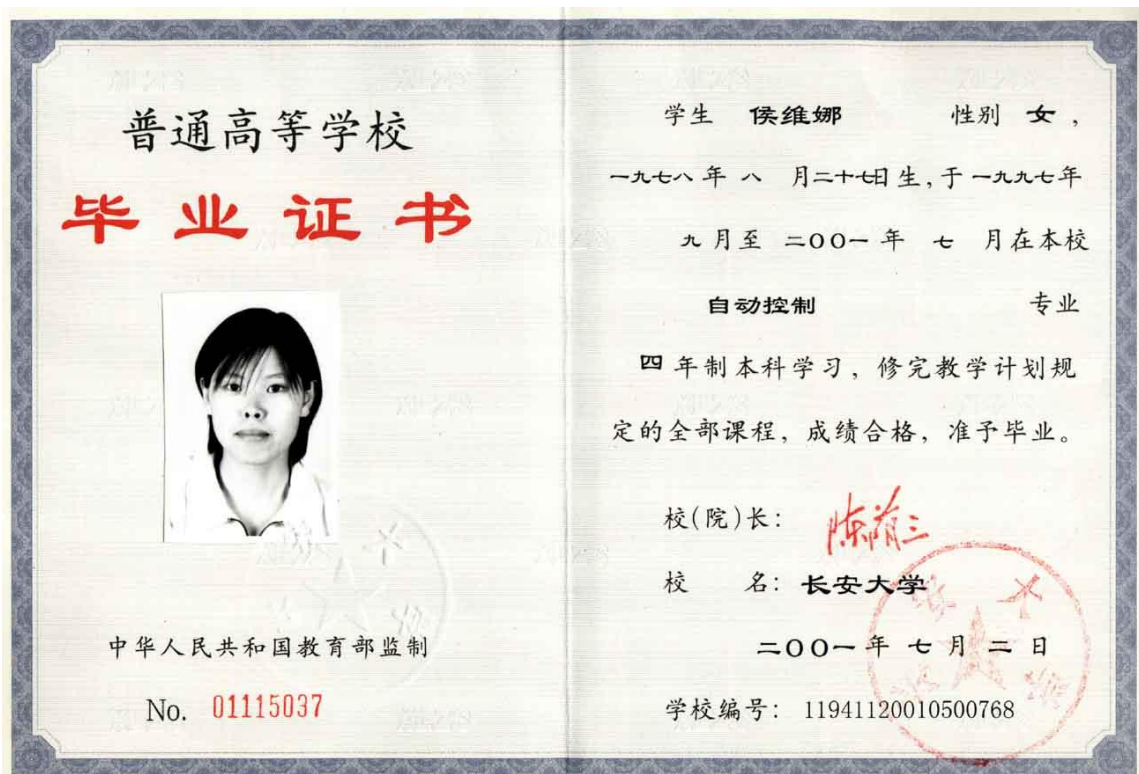 普通高等学校
毕业证书
中华人民共和国教育部监制
No. 01115037
学生 侯维娜 性别 女,
一九七八年 八 月二十七日生,于一九九七年
九月至 二00一年 七 月在本校
自动控制 专业
四年制本科学习,修完教学计划规
定的全部课程,成绩合格,准予毕业。
校(院)长:
校 名:长安大学
二00一年 七 月 二 日
学校编号: 11941120010500768